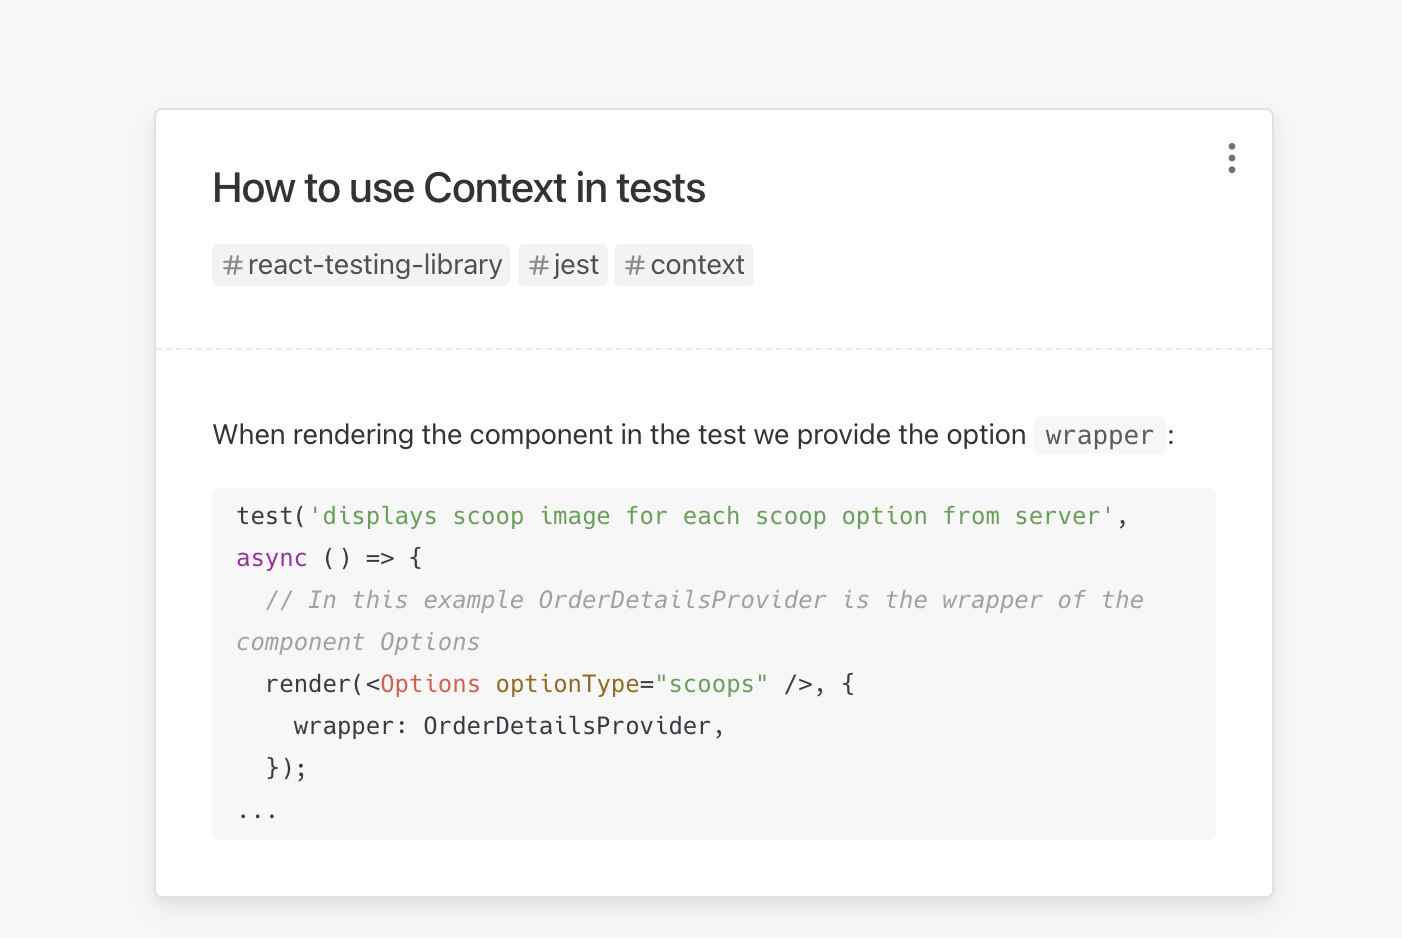 How to use Context in tests
#react-testing-library #jest #context
When rendering the component in the test we provide the option wrapper:
test('displays scoop image for each scoop option from server',
async () => {
  // In this example OrderDetailsProvider is the wrapper of the
component Options
  render(<Options optionType="scoops" />, {
    wrapper: OrderDetailsProvider,
  });
...